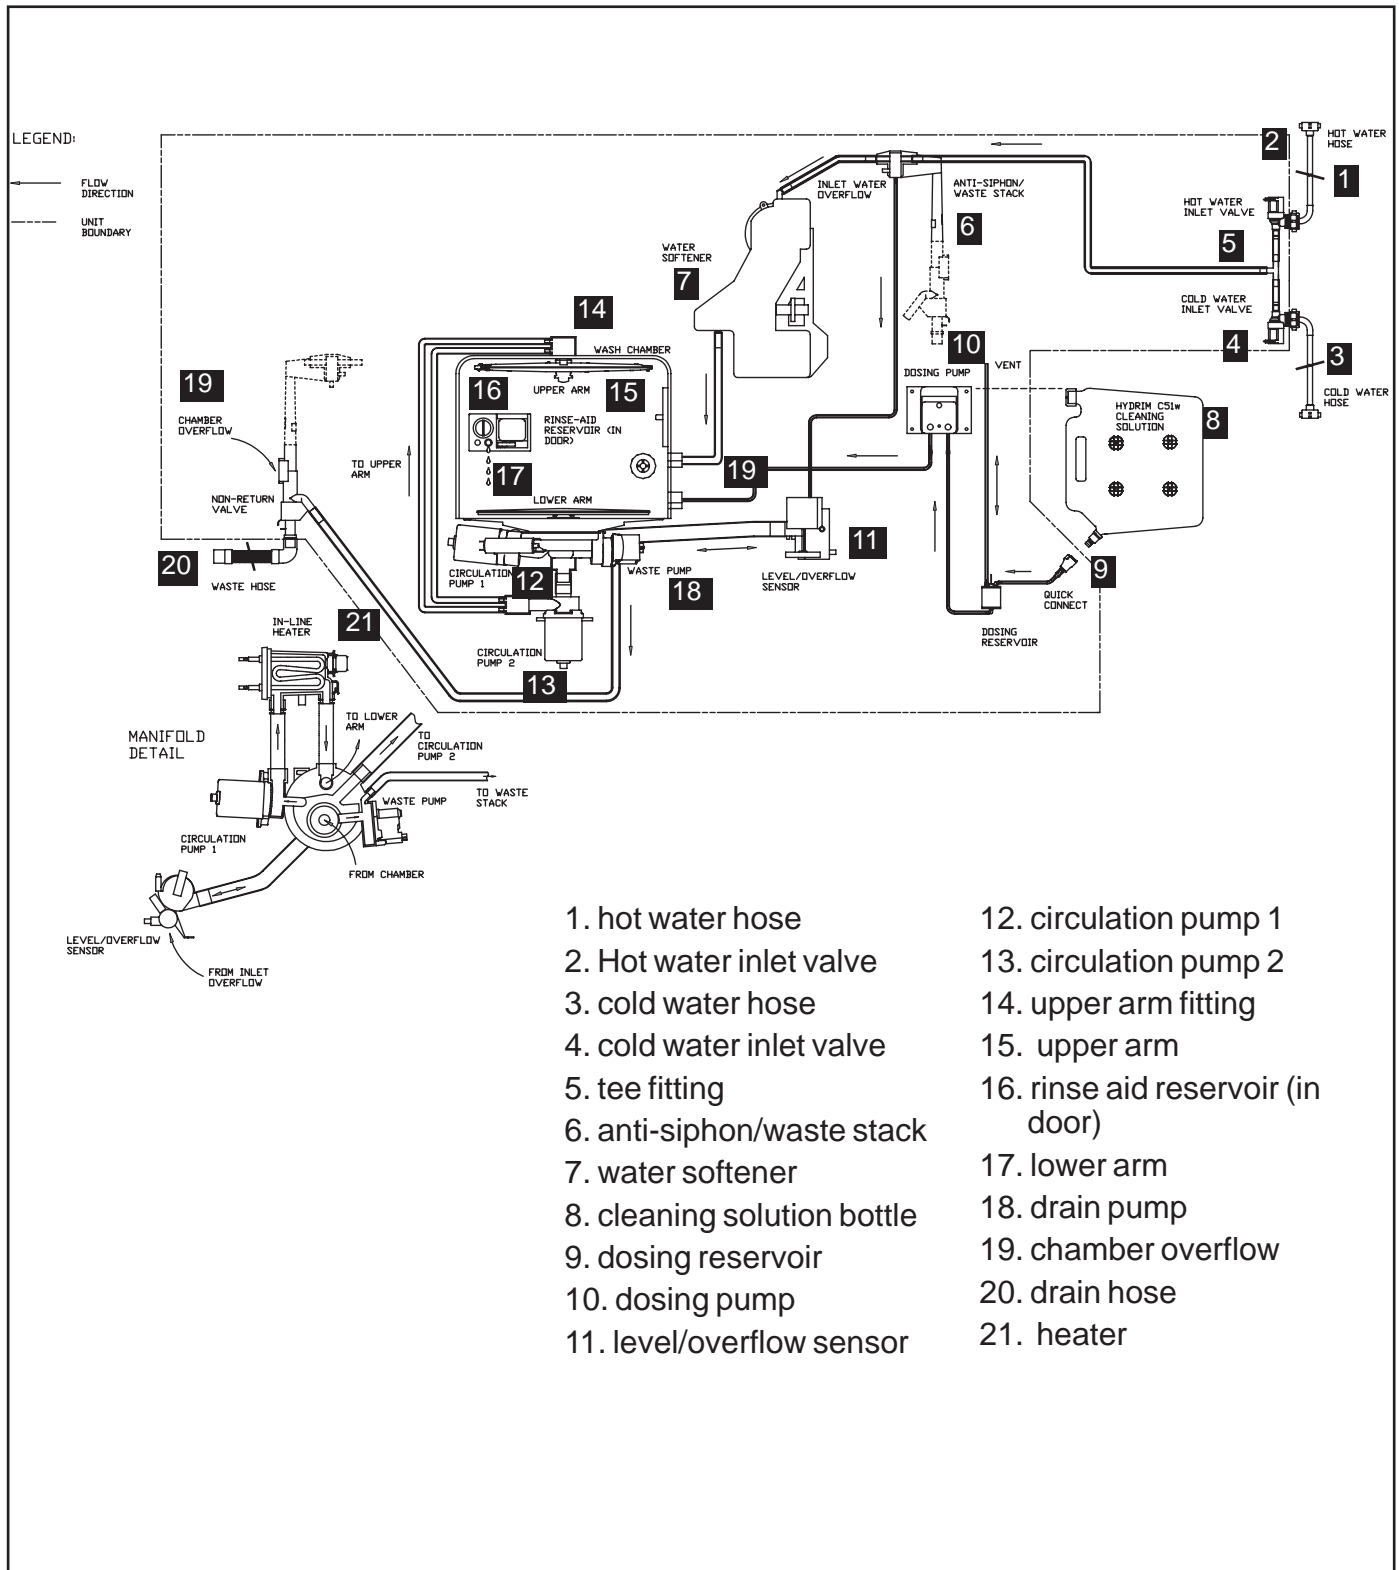 LEGEND:
FLOW
DIRECTION
UNIT
BOUNDARY
2
HOT WATER
HOSE
1
INLET WATER
OVERFLOW
ANTI-SIPHON/
WASTE STACK
6
HOT WATER
INLET VALVE
5
WATER
SOFTENER
7
COLD WATER
INLET VALVE
4
3
COLD WATER
HOSE
14
WASH CHAMBER
10
DOSING PUMP
VENT
19
CHAMBER
OVERFLOW
16
UPPER ARM
15
RINSE-AID
RESERVOIR (IN
DOOR)
HYDRIM C51w
CLEANING
SOLUTION
8
TO UPPER
ARM
17
19
NON-RETURN
VALVE
LOWER ARM
20
WASTE HOSE
CIRCULATION
PUMP 1
12
WASTE PUMP
18
LEVEL/OVERFLOW
SENSOR
11
9
QUICK
CONNECT
DOSING
RESERVOIR
IN-LINE
HEATER
21
CIRCULATION
PUMP 2
13
MANIFOLD
DETAIL
TO LOWER
ARM
TO
CIRCULATION
PUMP 2
WASTE PUMP
TO WASTE
STACK
CIRCULATION
PUMP 1
FROM CHAMBER
LEVEL/OVERFLOW
SENSOR
FROM INLET
OVERFLOW
1. hot water hose
2. Hot water inlet valve
3. cold water hose
4. cold water inlet valve
5. tee fitting
6. anti-siphon/waste stack
7. water softener
8. cleaning solution bottle
9. dosing reservoir
10. dosing pump
11. level/overflow sensor
12. circulation pump 1
13. circulation pump 2
14. upper arm fitting
15. upper arm
16. rinse aid reservoir (in
door)
17. lower arm
18. drain pump
19. chamber overflow
20. drain hose
21. heater